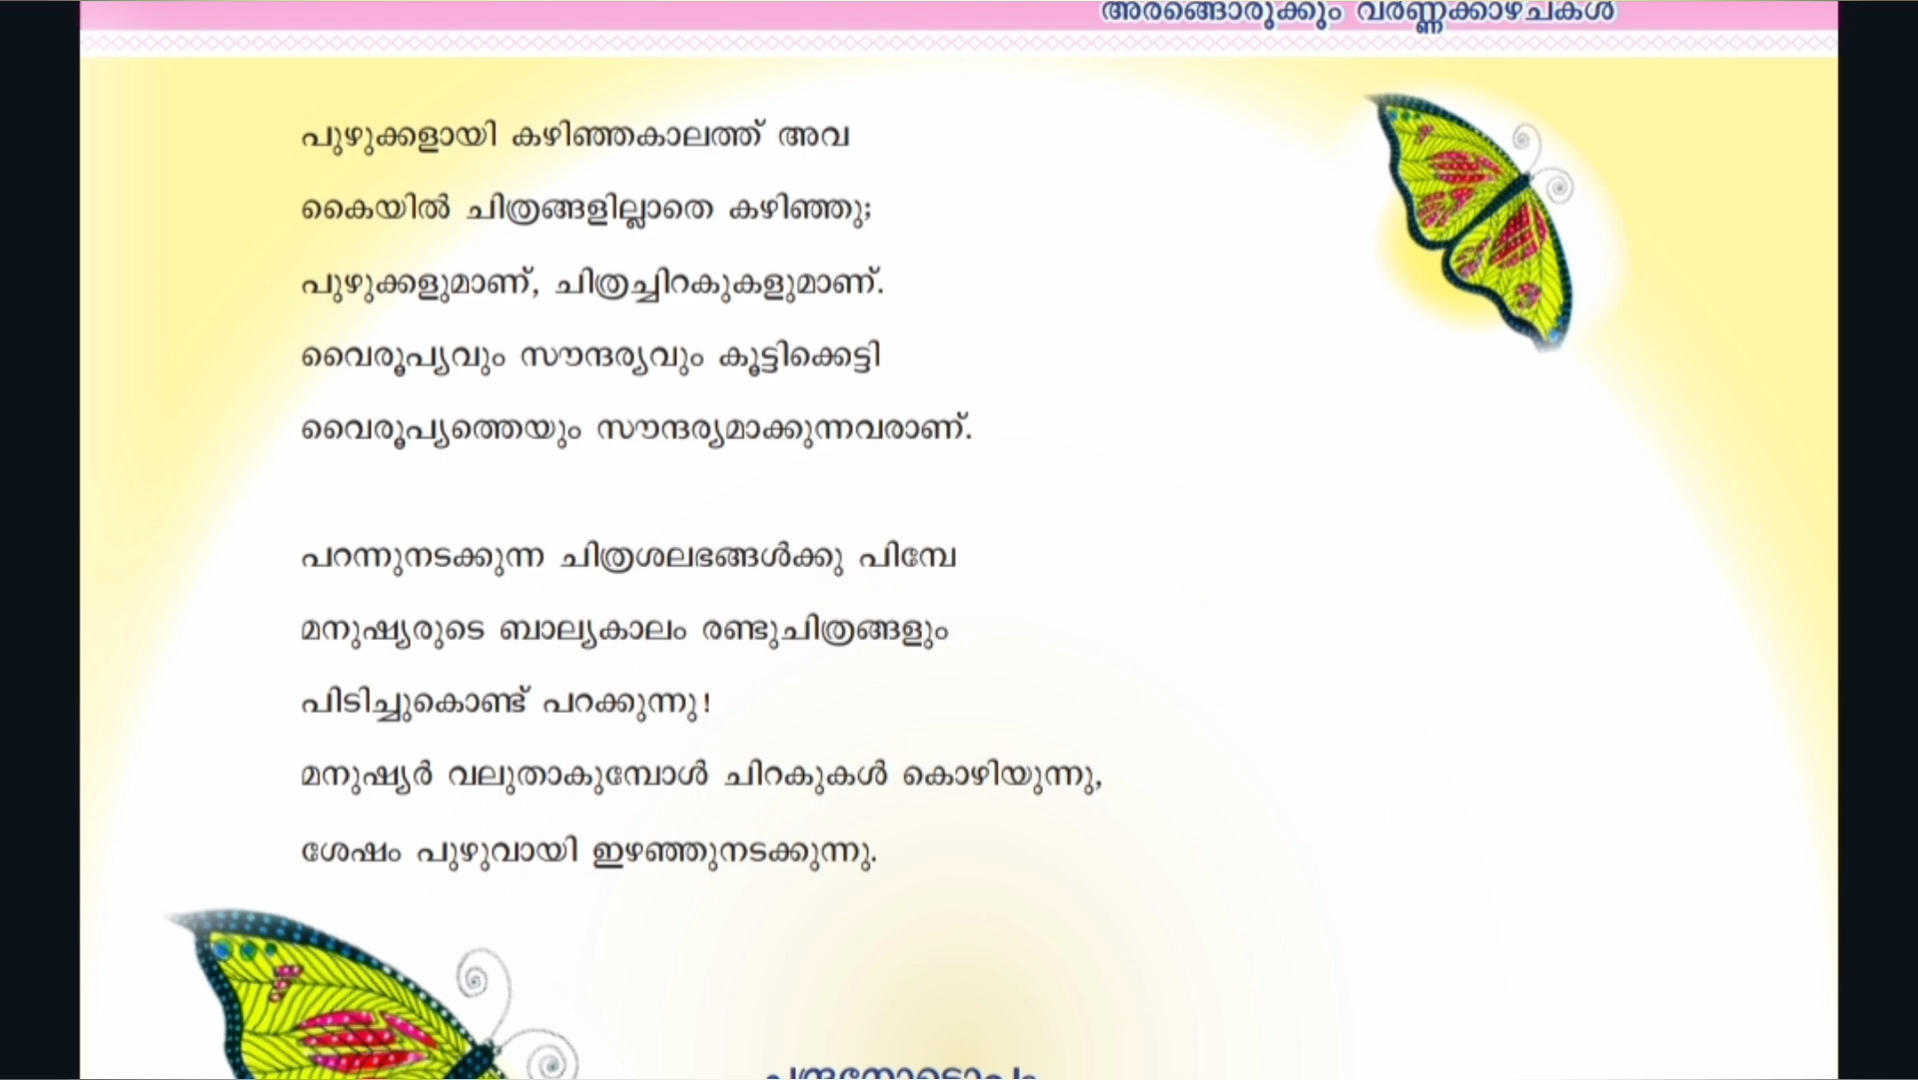 അരങ്ങൊരുക്കും വർണ്ണക്കാഴ്ചകൾ
പുഴുക്കളായി കഴിഞ്ഞകാലത്ത് അവ
കൈയിൽ ചിത്രങ്ങളില്ലാതെ കഴിഞ്ഞു;
പുഴുക്കളുമാണ്, ചിത്രച്ചിറകുകളുമാണ്.
വൈരൂപ്യവും സൗന്ദര്യവും കൂട്ടിക്കെട്ടി
വൈരൂപ്യത്തെയും സൗന്ദര്യമാക്കുന്നവരാണ്.
പറന്നുനടക്കുന്ന ചിത്രശലഭങ്ങൾക്കു പിമ്പേ
മനുഷ്യരുടെ ബാല്യകാലം രണ്ടുചിത്രങ്ങളും
പിടിച്ചുകൊണ്ട് പറക്കുന്നു!
മനുഷ്യർ വലുതാകുമ്പോൾ ചിറകുകൾ കൊഴിയുന്നു,
ശേഷം പുഴുവായി ഇഴഞ്ഞുനടക്കുന്നു.